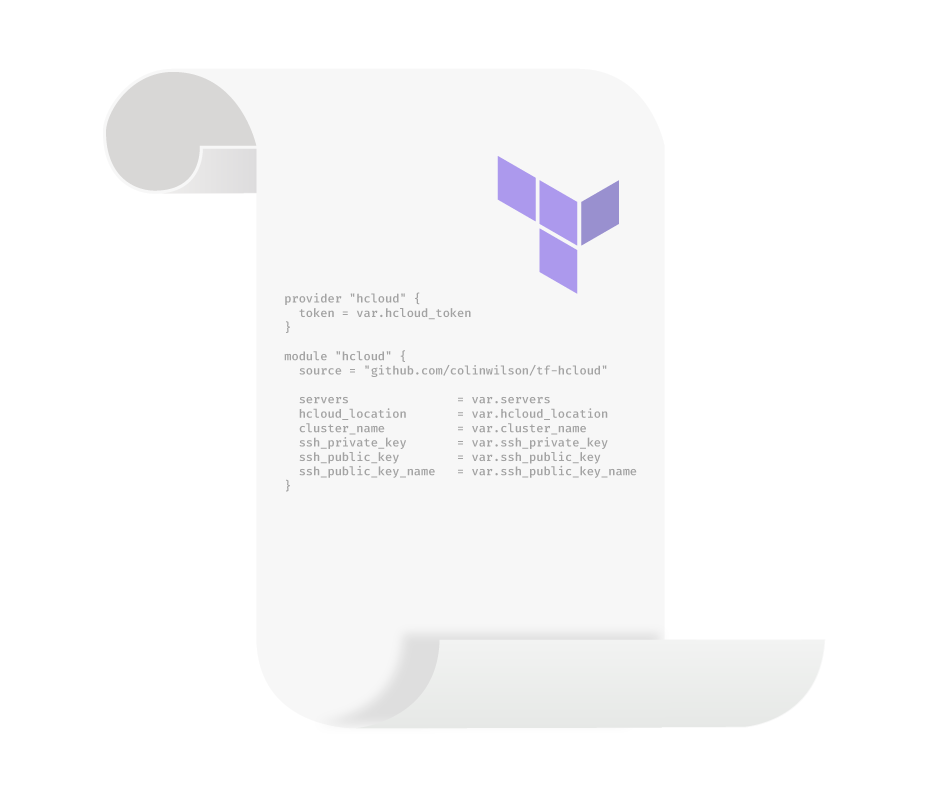 provider "hcloud" {
  token = var.hcloud_token
}

module "hcloud" {
  source = "github.com/colinwilson/tf-hcloud"

  servers               = var.servers
  hcloud_location       = var.hcloud_location
  cluster_name          = var.cluster_name
  ssh_private_key       = var.ssh_private_key
  ssh_public_key        = var.ssh_public_key
  ssh_public_key_name   = var.ssh_public_key_name
}